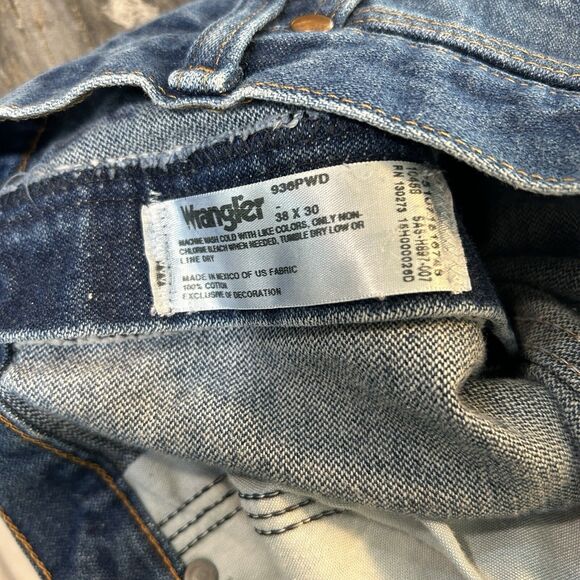 936PWD
Wrangler
38 X 30
MACHINE WASH COLD WITH LIKE COLORS, ONLY NON-
CHLORINE BLEACH WHEN NEEDED, TUMBLE DRY LOW OR
LINE DRY
MADE IN MEXICO OF US FABRIC
100% COTTON
EXCLUSIVE OF DECORATION
RN 130273